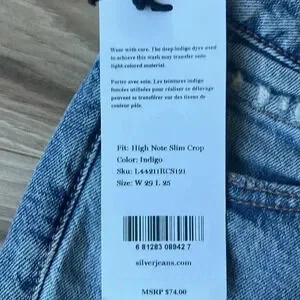 Wear with care. The deep indigo dyes used
to achieve this wash may transfer onto
light colored material.
Porter avec soin. Les teintures indigo
foncées utilisées pour réaliser ce délavage
peuvent se transférer sur des tissus de
couleur pâle.
Fit: High Note Slim Crop
Color: Indigo
Sku: L44211RCS121
Size: W 29 L 25
6 81283 08942 7
silverjeans.com
MSRP $74.00